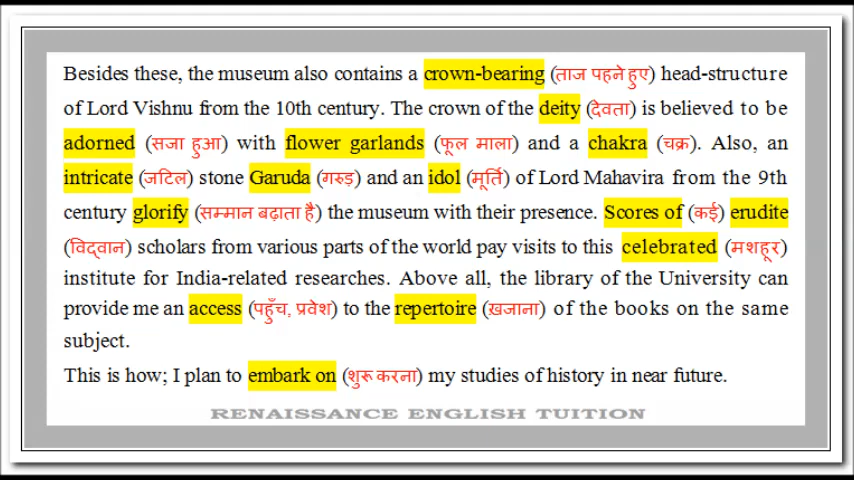 Besides these, the museum also contains a crown-bearing (ताज पहने हुए) head-structure
of Lord Vishnu from the 10th century. The crown of the deity (देवता) is believed to be
adorned (सजा हुआ) with flower garlands (फूल माला) and a chakra (चक्र). Also, an
intricate (जटिल) stone Garuda (गरुड़) and an idol (मूर्ति) of Lord Mahavira from the 9th
century glorify (सम्मान बढ़ाता है) the museum with their presence. Scores of (कई) erudite
(विद्वान) scholars from various parts of the world pay visits to this celebrated (मशहूर)
institute for India-related researches. Above all, the library of the University can
provide me an access (पहुँच, प्रवेश) to the repertoire (ख़जाना) of the books on the same
subject.
This is how; I plan to embark on (शुरू करना) my studies of history in near future.
RENAISSANCE ENGLISH TUITION